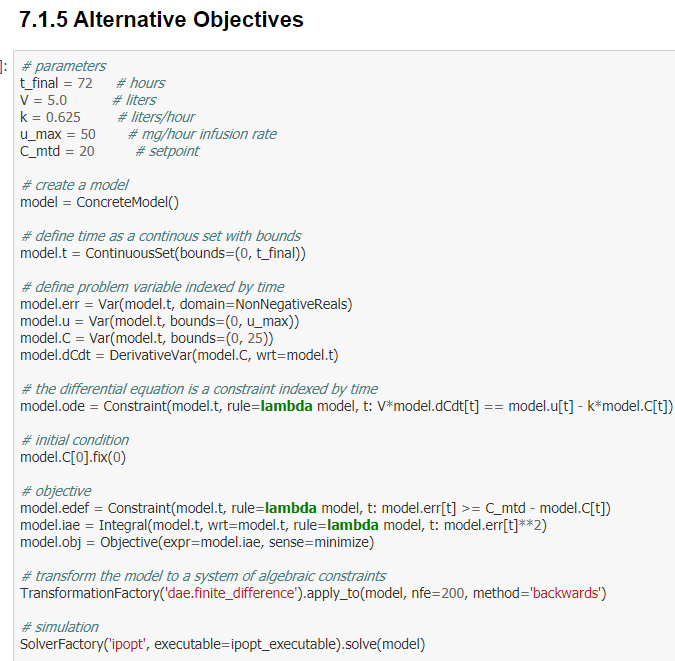 7.1.5 Alternative Objectives
]:
# parameters
t_final = 72 # hours
V = 5.0 # liters
k = 0.625 # liters/hour
u_max = 50 # mg/hour infusion rate
C_mtd = 20 # setpoint
# create a model
model = ConcreteModel()
# define time as a continous set with bounds
model.t = ContinuousSet(bounds=(0, t_final))
# define problem variable indexed by time
model.err = Var(model.t, domain=NonNegativeReals)
model.u = Var(model.t, bounds=(0, u_max))
model.C = Var(model.t, bounds=(0, 25))
model.dCdt = DerivativeVar(model.C, wrt=model.t)
# the differential equation is a constraint indexed by time
model.ode = Constraint(model.t, rule=lambda model, t: V*model.dCdt[t] == model.u[t] - k*model.C[t])
# initial condition
model.C[0].fix(0)
# objective
model.edef = Constraint(model.t, rule=lambda model, t: model.err[t] >= C_mtd - model.C[t])
model.iae = Integral(model.t, wrt=model.t, rule=lambda model, t: model.err[t]**2)
model.obj = Objective(expr=model.iae, sense=minimize)
# transform the model to a system of algebraic constraints
TransformationFactory('dae.finite_difference').apply_to(model, nfe=200, method='backwards')
# simulation
SolverFactory('ipopt', executable=ipopt_executable).solve(model)